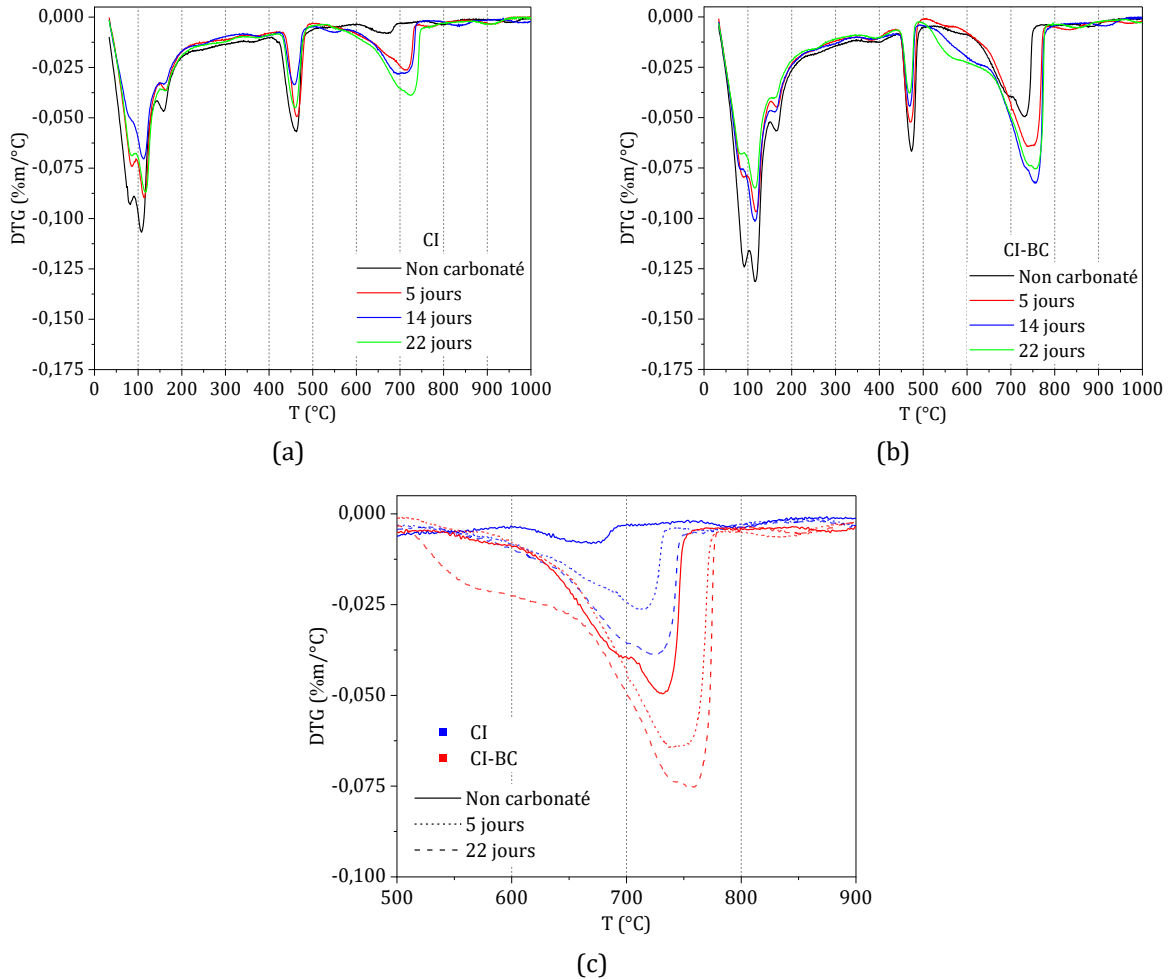 0,000
-0,025
-0,050
-0,075
-0,100
-0,125
-0,150
-0,175
DTG (%m/°C)
CI
Non carbonaté
5 jours
14 jours
22 jours
0 100 200 300 400 500 600 700 800 900 1000
T (°C)
(a)
0,000
-0,025
-0,050
-0,075
-0,100
-0,125
-0,150
-0,175
DTG (%m/°C)
CI-BC
Non carbonaté
5 jours
14 jours
22 jours
0 100 200 300 400 500 600 700 800 900 1000
T (°C)
(b)
0,000
-0,025
-0,050
-0,075
-0,100
DTG (%m/°C)
CI
CI-BC
Non carbonaté
5 jours
22 jours
500 600 700 800 900
T (°C)
(c)